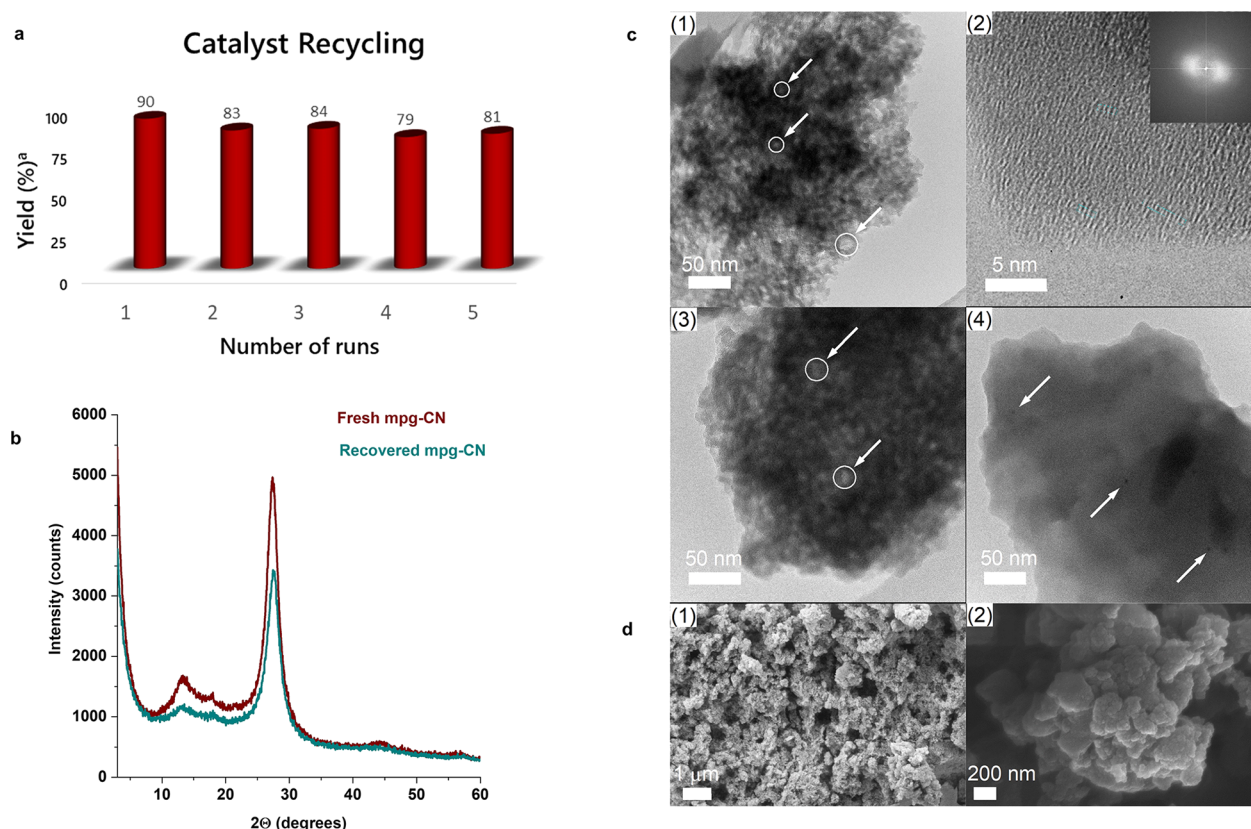 a
Catalyst Recycling
90
83
84
79
81
100
75
50
25
0
Yield (%)ª
1
2
3
4
5
Number of runs
b
6000
5000
4000
3000
2000
1000
0
Intensity (counts)
Fresh mpg-CN
Recovered mpg-CN
10
20
30
40
50
60
2Θ (degrees)
c
(1)
50 nm
(2)
5 nm
(3)
50 nm
(4)
50 nm
d
(1)
1 μm
(2)
200 nm